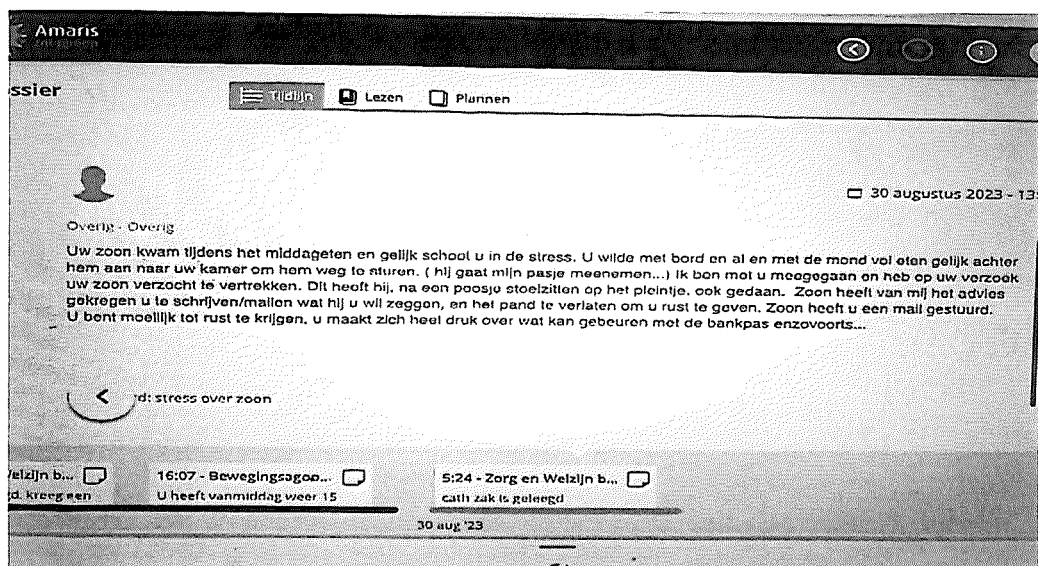 Amaris
ssier
Tijdlijn Lezen Plannen
30 augustus 2023 - 13:
Overig - Overig
Uw zoon kwam tijdens het middageten en gelijk school u in de stress. U wilde met bord en al en met de mond vol eten gelijk achter
hem aan naar uw kamer om hem weg te sturen. ( hij gaat mijn pasje meenemen...) Ik ben met u meegegaan en heb op uw verzoek
uw zoon verzocht te vertrekken. Dit heeft hij, na een poosje stoelzitten op het pleintje, ook gedaan. Zoon heeft van mij het advies
gekregen u te schrijven/mailen wat hij u wil zeggen, en het pand te verlaten om u rust te geven. Zoon heeft u een mail gestuurd.
U bent moeilijk tot rust te krijgen, u maakt zich heel druk over wat kan gebeuren met de bankpas enzovoorts...
d: stress over zoon
Welzijn b...
gd. kreeg een
16:07 - Bewegingsagoo...
U heeft vanmiddag weer 15
5:24 - Zorg en Welzijn b...
cath zak is geleegd
30 aug '23